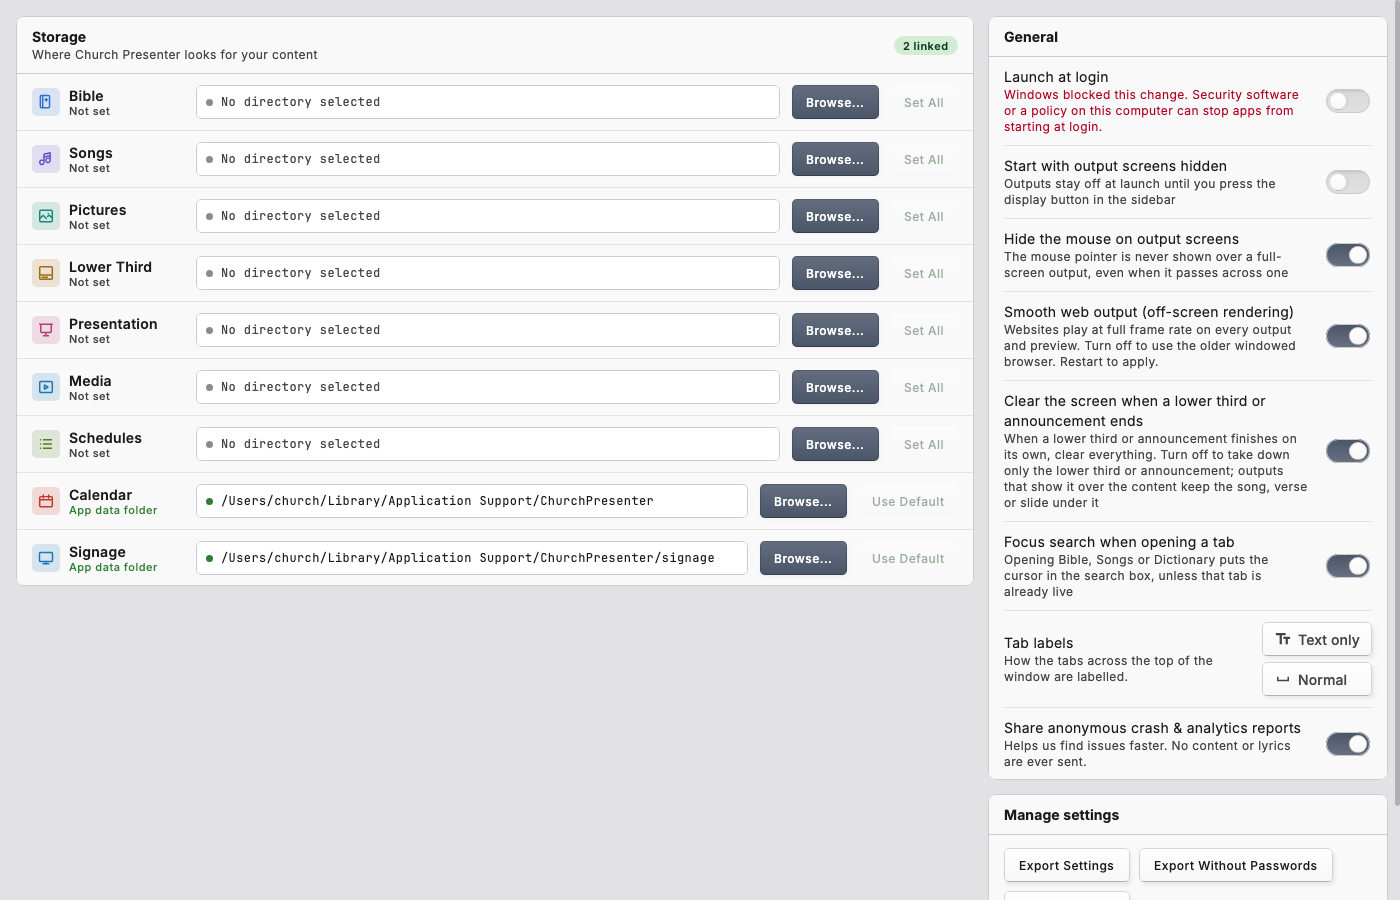 Storage
Where Church Presenter looks for your content
2 linked
Bible
Not set
No directory selected
Browse...
Set All
Songs
Not set
No directory selected
Browse...
Set All
Pictures
Not set
No directory selected
Browse...
Set All
Lower Third
Not set
No directory selected
Browse...
Set All
Presentation
Not set
No directory selected
Browse...
Set All
Media
Not set
No directory selected
Browse...
Set All
Schedules
Not set
No directory selected
Browse...
Set All
Calendar
App data folder
/Users/church/Library/Application Support/ChurchPresenter
Browse...
Use Default
Signage
App data folder
/Users/church/Library/Application Support/ChurchPresenter/signage
Browse...
Use Default
General
Launch at login
Windows blocked this change. Security software
or a policy on this computer can stop apps from
starting at login.
Start with output screens hidden
Outputs stay off at launch until you press the
display button in the sidebar
Hide the mouse on output screens
The mouse pointer is never shown over a full-
screen output, even when it passes across one
Smooth web output (off-screen rendering)
Websites play at full frame rate on every output
and preview. Turn off to use the older windowed
browser. Restart to apply.
Clear the screen when a lower third or
announcement ends
When a lower third or announcement finishes on
its own, clear everything. Turn off to take down
only the lower third or announcement; outputs
that show it over the content keep the song, verse
or slide under it
Focus search when opening a tab
Opening Bible, Songs or Dictionary puts the
cursor in the search box, unless that tab is
already live
Tab labels
How the tabs across the top of the
window are labelled.
Text only
Normal
Share anonymous crash & analytics reports
Helps us find issues faster. No content or lyrics
are ever sent.
Manage settings
Export Settings
Export Without Passwords